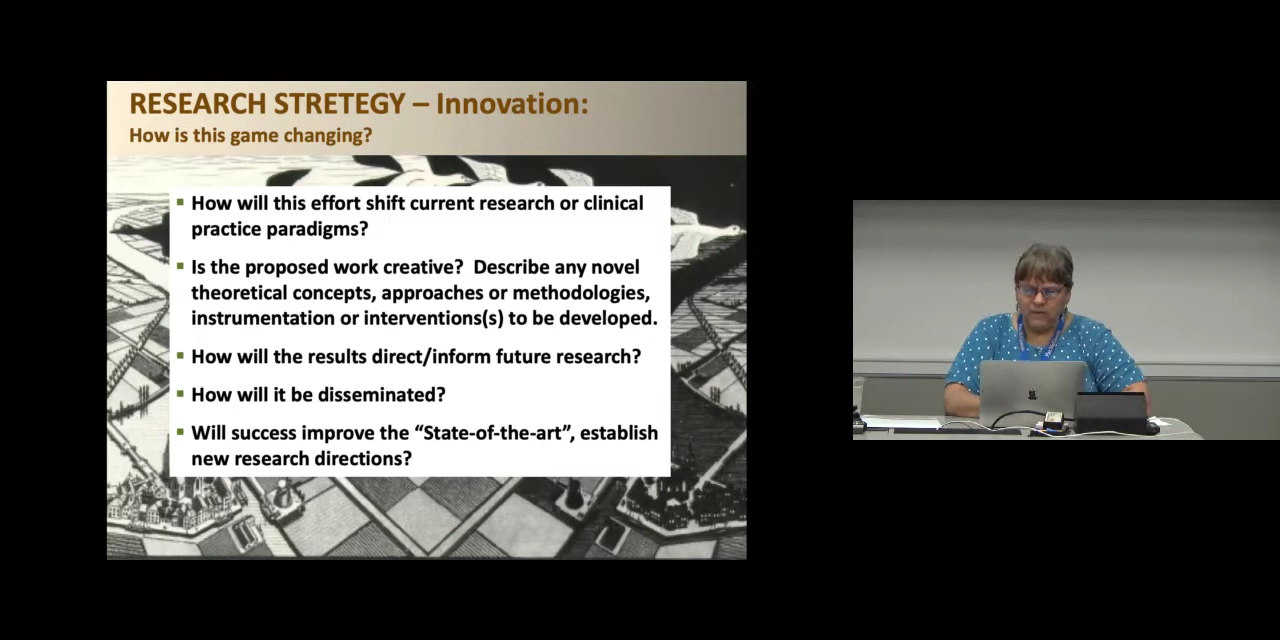 RESEARCH STRETEGY – Innovation:
How is this game changing?
▪ How will this effort shift current research or clinical
practice paradigms?
▪ Is the proposed work creative?  Describe any novel
theoretical concepts, approaches or methodologies,
instrumentation or interventions(s) to be developed.
▪ How will the results direct/inform future research?
▪ How will it be disseminated?
▪ Will success improve the “State-of-the-art”, establish
new research directions?